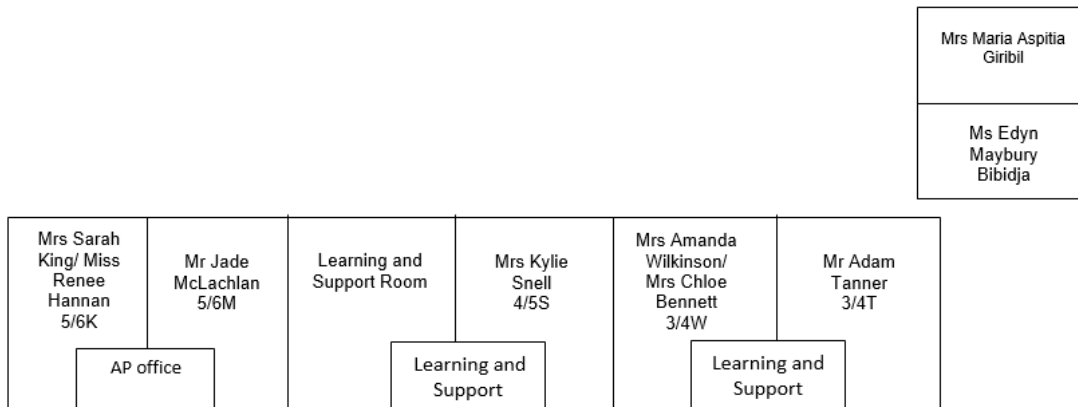 Mrs Maria Aspitia
Giribil
Ms Edyn
Maybury
Bibidja
Mrs Sarah
King/ Miss
Renee
Hannan
5/6K
Mr Jade
McLachlan
5/6M
Learning and
Support Room
Mrs Kylie
Snell
4/5S
Mrs Amanda
Wilkinson/
Mrs Chloe
Bennett
3/4W
Mr Adam
Tanner
3/4T
AP office
Learning and
Support
Learning and
Support